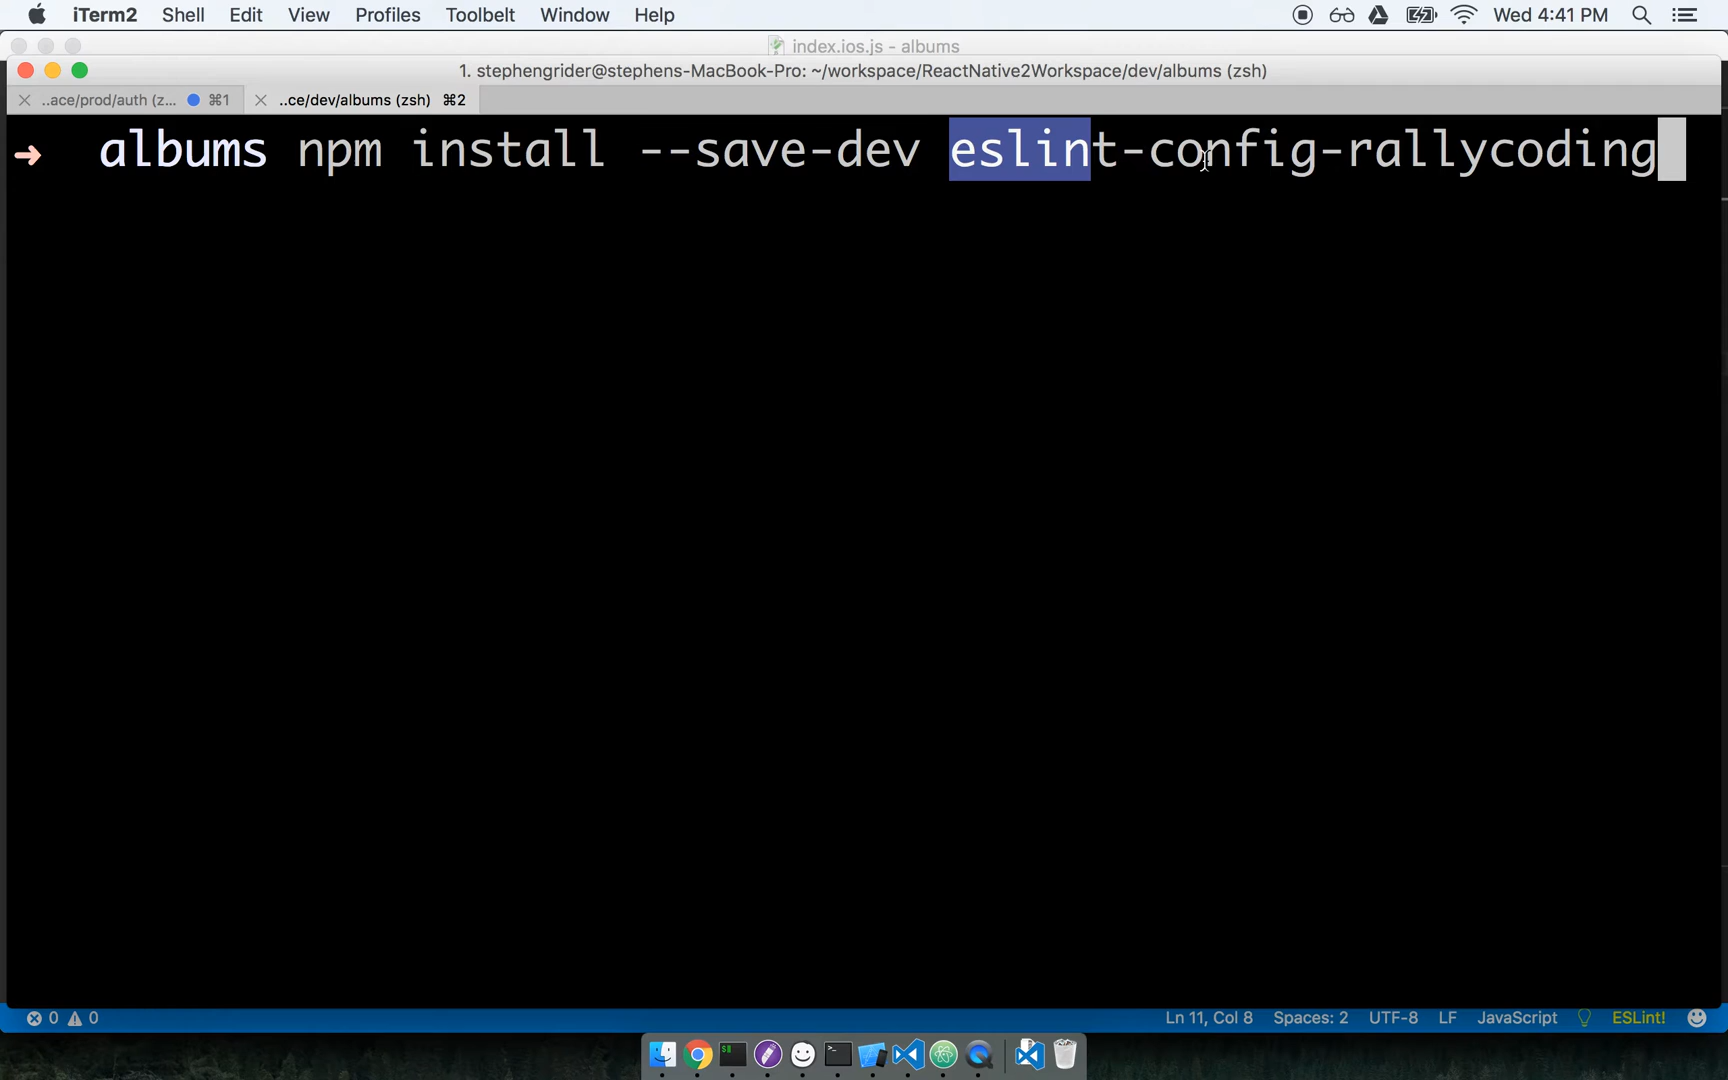 iTerm2 Shell Edit View Profiles Toolbelt Window Help Wed 4:41 PM
index.ios.js - albums
1. stephengrider@stephens-MacBook-Pro: ~/workspace/ReactNative2Workspace/dev/albums (zsh)
..ace/prod/auth (z... ⌘1 ..ce/dev/albums (zsh) ⌘2
➜ albums npm install --save-dev eslint-config-rallycoding
0 0 Ln 11, Col 8 Spaces: 2 UTF-8 LF JavaScript ESLint!